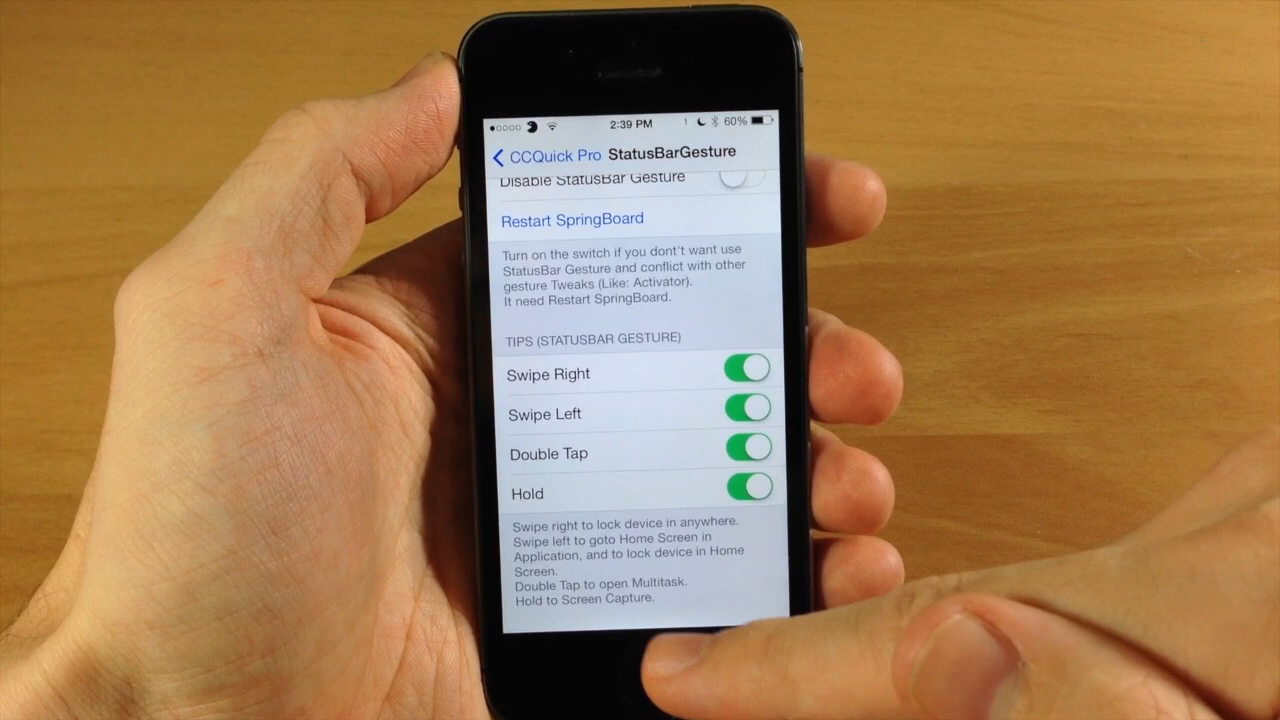 2:39 PM 60%
CCQuick Pro StatusBarGesture
Disable StatusBar Gesture
Restart SpringBoard
Turn on the switch if you dont't want use
StatusBar Gesture and conflict with other
gesture Tweaks (Like: Activator).
It need Restart SpringBoard.
TIPS (STATUSBAR GESTURE)
Swipe Right
Swipe Left
Double Tap
Hold
Swipe right to lock device in anywhere.
Swipe left to goto Home Screen in
Application, and to lock device in Home
Screen.
Double Tap to open Multitask.
Hold to Screen Capture.